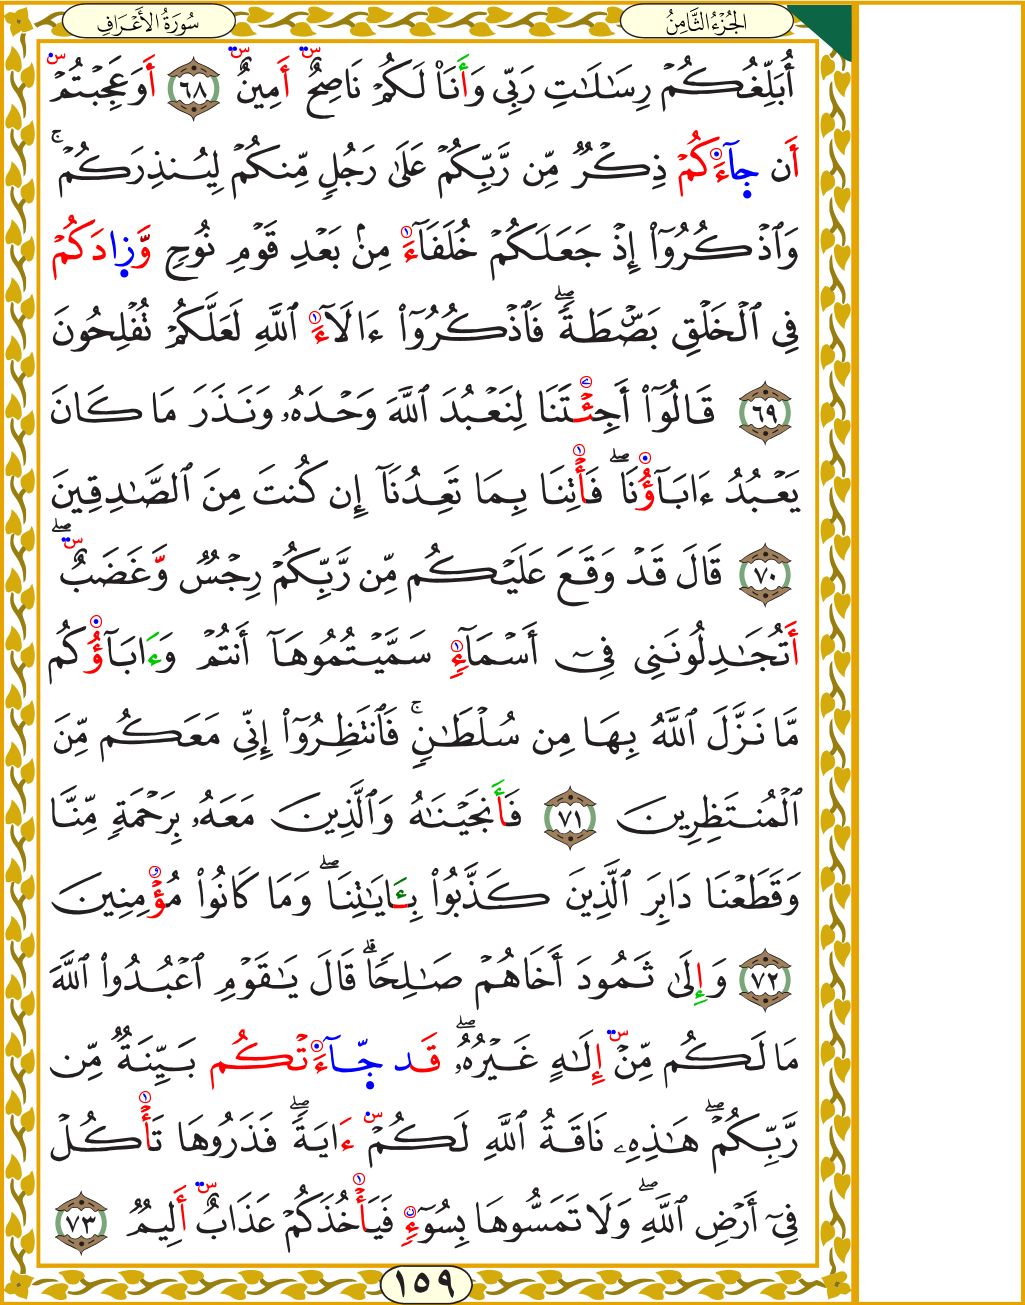 الجُزْءُ الثَّامِنُ
سُورَةُ الأَعْرَافِ
أُبَلِّغُكُمْ رِسَٰلَٰتِ رَبِّى وَأَنَا۠ لَكُمْ نَاصِحٌ أَمِينٌ ٦٨ أَوَعَجِبْتُمْ
أَن جَآءَكُمْ ذِكْرٌ مِّن رَّبِّكُمْ عَلَىٰ رَجُلٍ مِّنكُمْ لِيُنذِرَكُمْ ۚ
وَٱذْكُرُوٓا۟ إِذْ جَعَلَكُمْ خُلَفَآءَ مِنۢ بَعْدِ قَوْمِ نُوحٍ وَّزَادَكُمْ
فِى ٱلْخَلْقِ بَصْۜطَةً ۖ فَٱذْكُرُوٓا۟ ءَالَآءَ ٱللَّهِ لَعَلَّكُمْ تُفْلِحُونَ
٦٩ قَالُوٓا۟ أَجِئْتَنَا لِنَعْبُدَ ٱللَّهَ وَحْدَهُۥ وَنَذَرَ مَا كَانَ
يَعْبُدُ ءَابَآؤُنَا ۖ فَأْتِنَا بِمَا تَعِدُنَآ إِن كُنتَ مِنَ ٱلصَّٰدِقِينَ
٧٠ قَالَ قَدْ وَقَعَ عَلَيْكُم مِّن رَّبِّكُمْ رِجْسٌ وَّغَضَبٌ ۖ
أَتُجَٰدِلُونَنِى فِىٓ أَسْمَآءٍ سَمَّيْتُمُوهَآ أَنتُمْ وَءَابَآؤُكُم
مَّا نَزَّلَ ٱللَّهُ بِهَا مِن سُلْطَٰنٍ ۚ فَٱنتَظِرُوٓا۟ إِنِّى مَعَكُم مِّنَ
ٱلْمُنتَظِرِينَ ٧١ فَأَنجَيْنَٰهُ وَٱلَّذِينَ مَعَهُۥ بِرَحْمَةٍ مِّنَّا
وَقَطَعْنَا دَابِرَ ٱلَّذِينَ كَذَّبُوا۟ بِـَٔايَٰتِنَا ۖ وَمَا كَانُوا۟ مُؤْمِنِينَ
٧٢ وَإِلَىٰ ثَمُودَ أَخَاهُمْ صَٰلِحًا ۗ قَالَ يَٰقَوْمِ ٱعْبُدُوا۟ ٱللَّهَ
مَا لَكُم مِّنْ إِلَٰهٍ غَيْرُهُۥ ۖ قَد جَّآءَتْكُم بَيِّنَةٌ مِّن
رَّبِّكُمْ ۖ هَٰذِهِۦ نَاقَةُ ٱللَّهِ لَكُمْ ءَايَةً ۖ فَذَرُوهَا تَأْكُلْ
فِىٓ أَرْضِ ٱللَّهِ ۖ وَلَا تَمَسُّوهَا بِسُوٓءٍ فَيَأْخُذَكُمْ عَذَابٌ أَلِيمٌ ٧٣
١٥٩